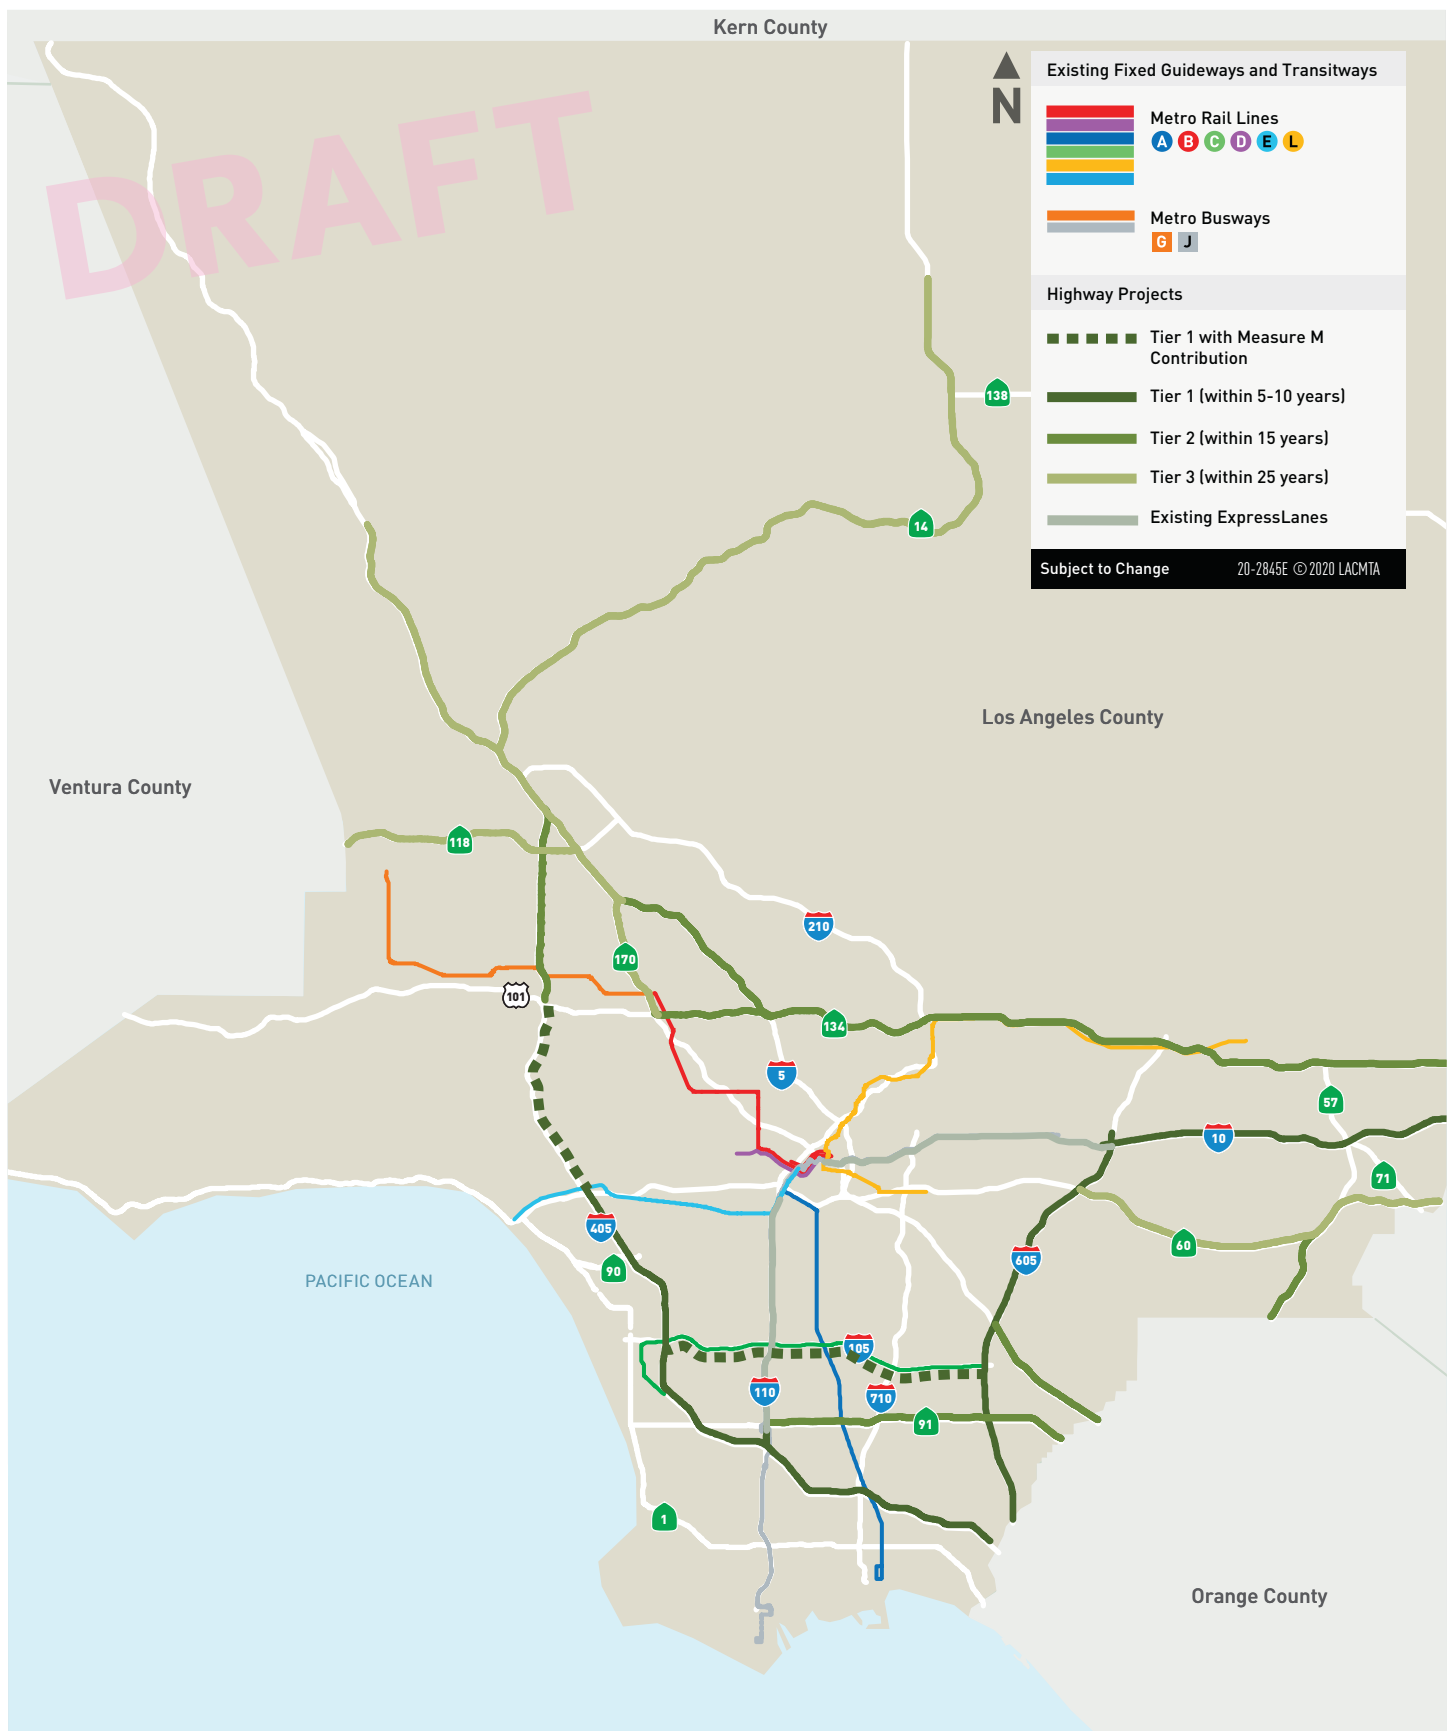 Kern County
DRAFT
N
Existing Fixed Guideways and Transitways
Metro Rail Lines
A B C D E L
Metro Busways
G J
Highway Projects
Tier 1 with Measure M
Contribution
Tier 1 (within 5-10 years)
Tier 2 (within 15 years)
Tier 3 (within 25 years)
Existing ExpressLanes
Subject to Change 20-2845E © 2020 LACMTA
138
14
Los Angeles County
Ventura County
118
210
170
101
134
5
57
10
71
405
60
605
90
PACIFIC OCEAN
105
110
710
91
1
Orange County